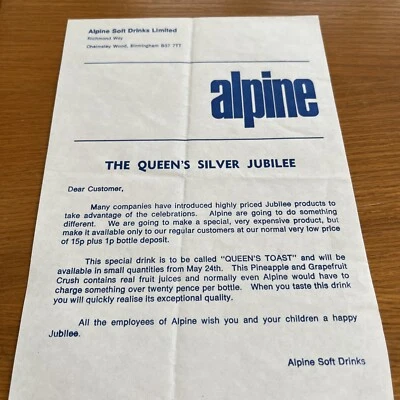 Alpine Soft Drinks Limited
Richmond Way
Chelmsley Wood, Birmingham B37 7TT
alpine
THE QUEEN'S SILVER JUBILEE
Dear Customer,
Many companies have introduced highly priced Jubilee products to
take advantage of the celebrations. Alpine are going to do something
different. We are going to make a special, very expensive product, but
make it available only to our regular customers at our normal very low price
of 15p plus 1p bottle deposit.
This special drink is to be called "QUEEN'S TOAST" and will be
available in small quantities from May 24th. This Pineapple and Grapefruit
Crush contains real fruit juices and normally even Alpine would have to
charge something over twenty pence per bottle. When you taste this drink
you will quickly realise its exceptional quality.
All the employees of Alpine wish you and your children a happy
Jubilee.
Alpine Soft Drinks